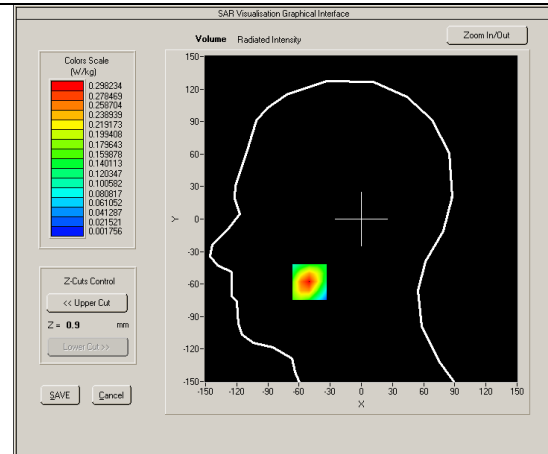 SAR Visualisation Graphical Interface
Volume Radiated Intensity
Zoom In/Out
Colors Scale
(W/kg)
0.298234
0.278469
0.258704
0.238939
0.219173
0.199408
0.179643
0.159878
0.140113
0.120347
0.100582
0.080817
0.061052
0.041287
0.021521
0.001756
Z-Cuts Control
<< Upper Cut
Z = 0.9 mm
Lower Cut >>
SAVE Cancel
150
120
90
60
30
0
-30
-60
-90
-120
-150
Y
-150 -120 -90 -60 -30 0 30 60 90 120 150
X